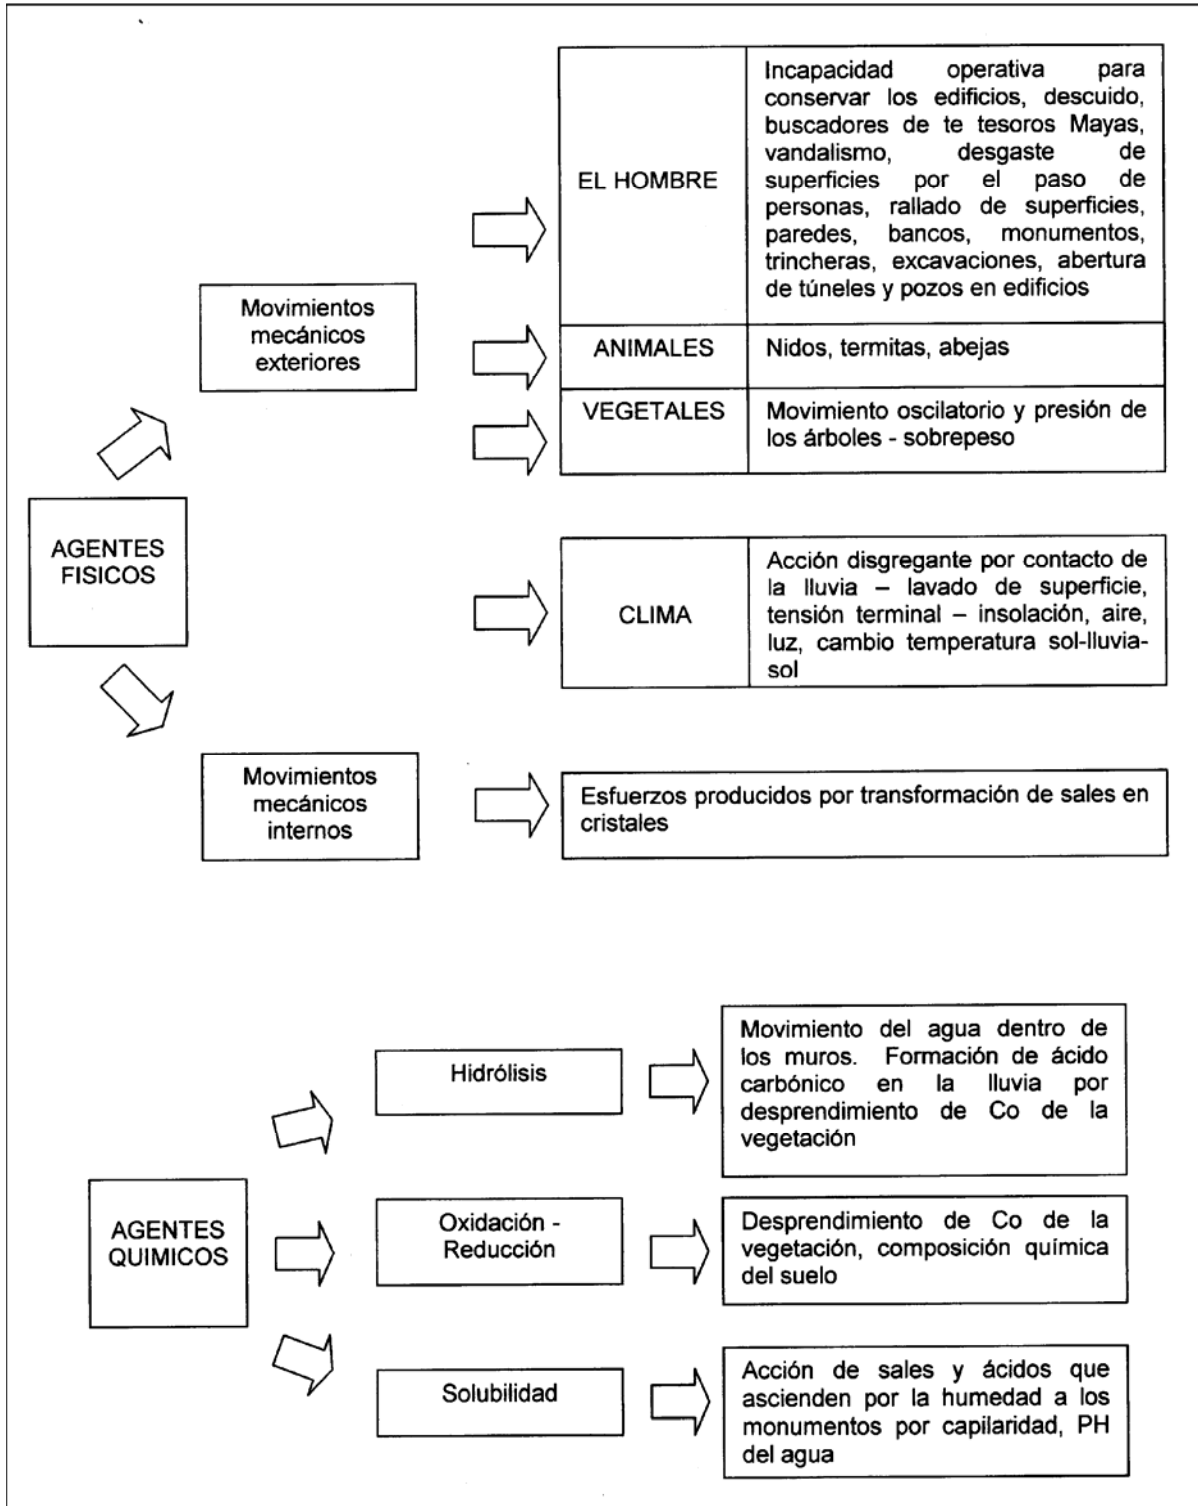 EL HOMBRE
Incapacidad operativa para
conservar los edificios, descuido,
buscadores de te tesoros Mayas,
vandalismo, desgaste de
superficies por el paso de
personas, rallado de superficies,
paredes, bancos, monumentos,
trincheras, excavaciones, abertura
de túneles y pozos en edificios
Movimientos
mecánicos
exteriores
ANIMALES
Nidos, termitas, abejas
VEGETALES
Movimiento oscilatorio y presión de
los árboles - sobrepeso
AGENTES
FISICOS
CLIMA
Acción disgregante por contacto de
la lluvia – lavado de superficie,
tensión terminal – insolación, aire,
luz, cambio temperatura sol-lluvia-
sol
Movimientos
mecánicos
internos
Esfuerzos producidos por transformación de sales en
cristales
Hidrólisis
Movimiento del agua dentro de
los muros. Formación de ácido
carbónico en la lluvia por
desprendimiento de Co de la
vegetación
AGENTES
QUIMICOS
Oxidación -
Reducción
Desprendimiento de Co de la
vegetación, composición química
del suelo
Solubilidad
Acción de sales y ácidos que
ascienden por la humedad a los
monumentos por capilaridad, PH
del agua